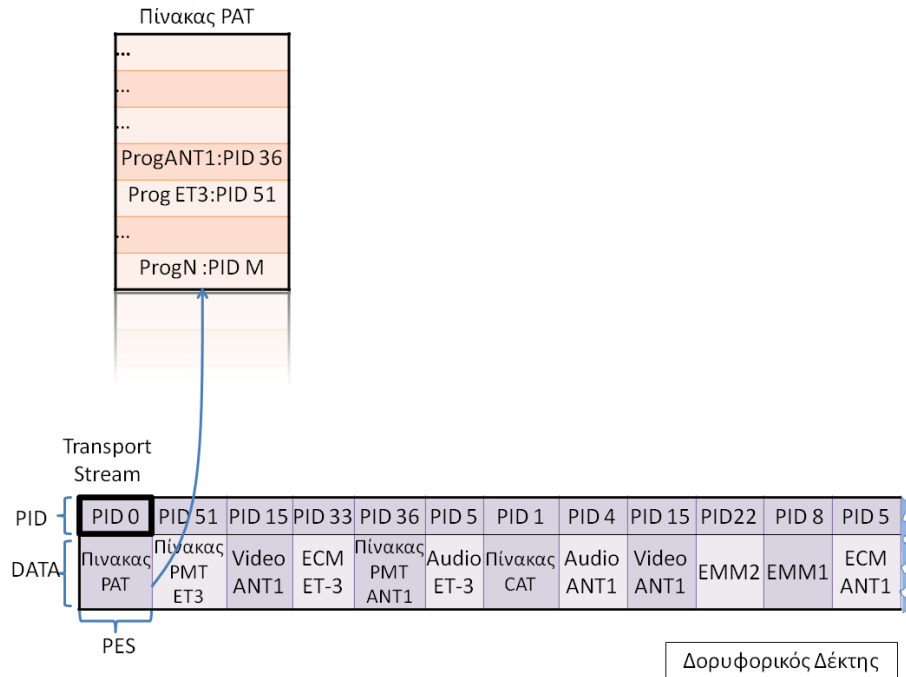 Πίνακας PAT
...
...
...
ProgANT1:PID 36
Prog ET3:PID 51
...
ProgN :PID M
Transport
Stream
PID
PID 0 PID 51 PID 15 PID 33 PID 36 PID 5 PID 1 PID 4 PID 15 PID22 PID 8 PID 5
DATA
Πινακας
PAT
Πίνακας
PMT
ET3
Video
ANT1
ECM
ET-3
Πίνακας
PMT
ANT1
Audio
ET-3
Πίνακας
CAT
Audio
ANT1
Video
ANT1
EMM2
EMM1
ECM
ANT1
PES
Δορυφορικός Δέκτης